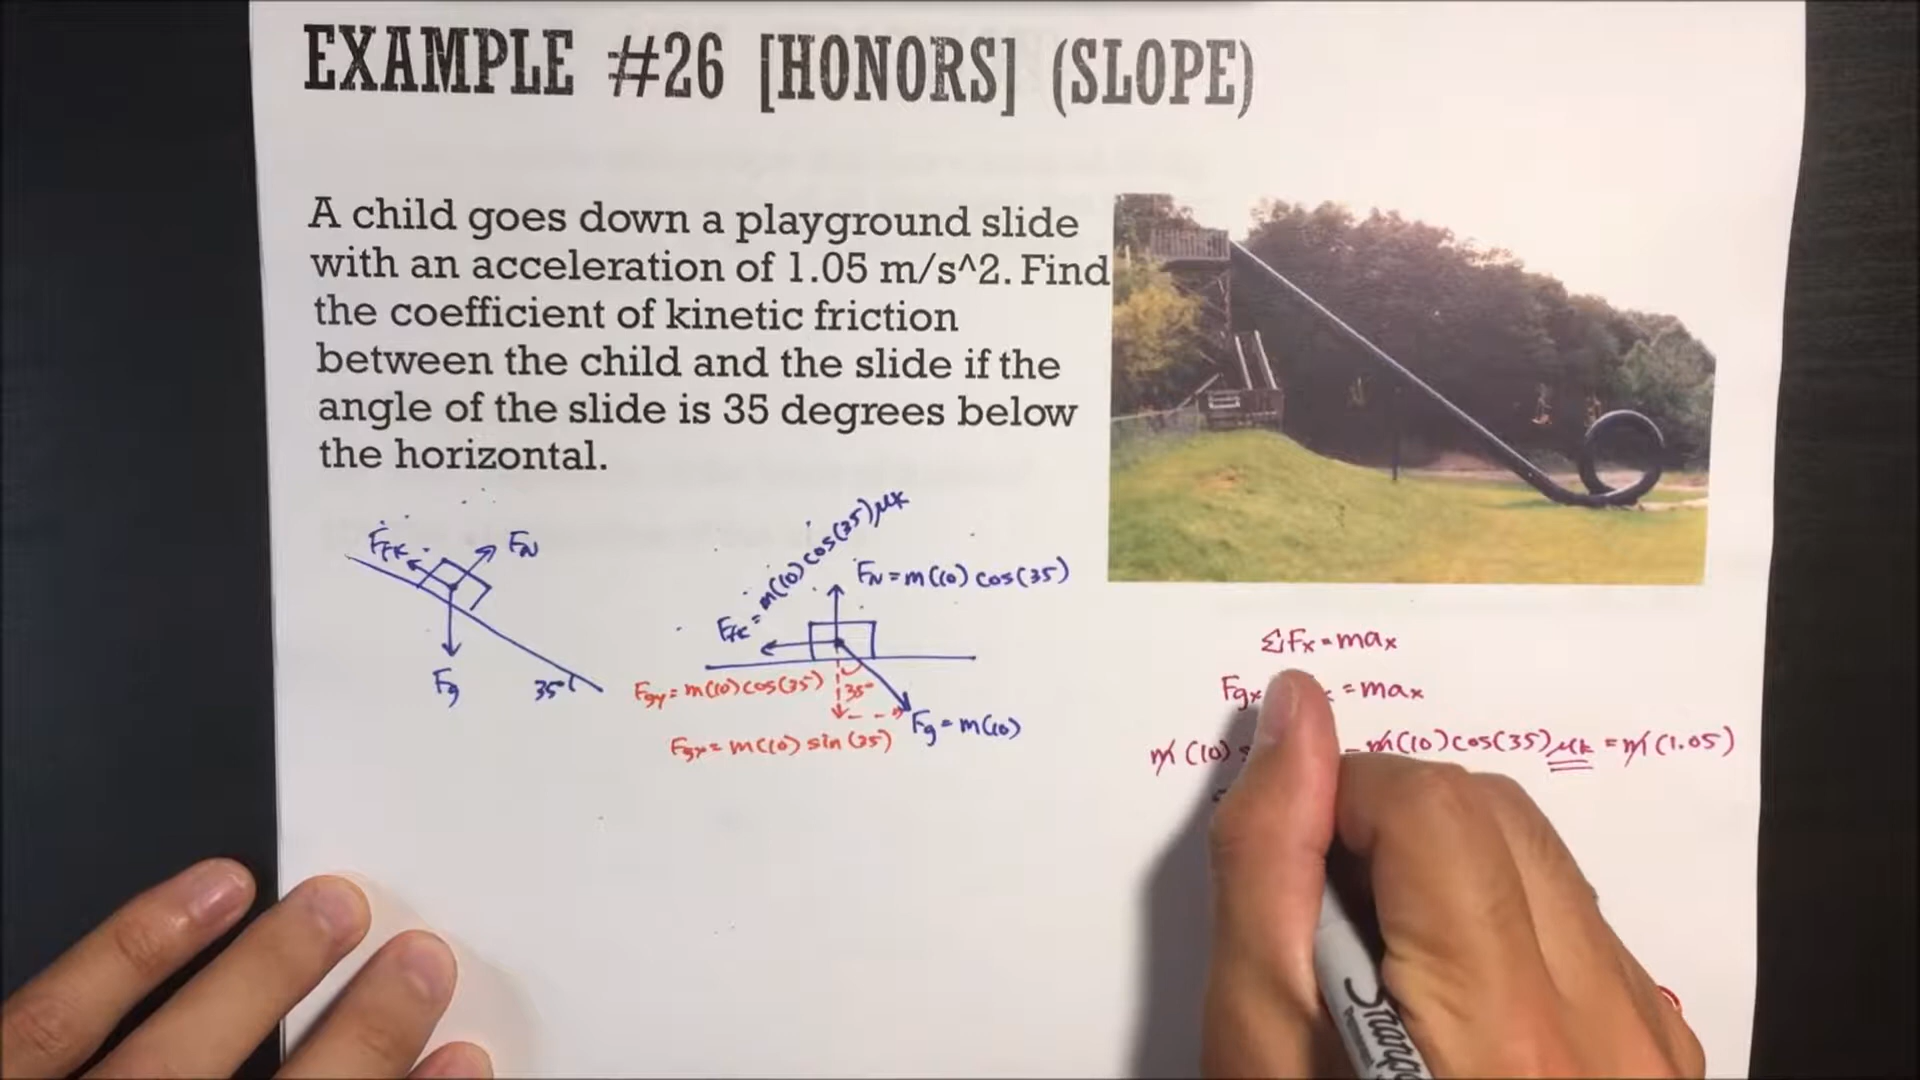 EXAMPLE #26 [HONORS] (SLOPE)
A child goes down a playground slide
with an acceleration of 1.05 m/s^2. Find
the coefficient of kinetic friction
between the child and the slide if the
angle of the slide is 35 degrees below
the horizontal.
FFK
FN
Fg
35°
FFK = m(10) cos(35) μK
FN = m(10) cos(35)
Fgy = m(10) cos(35)
35°
Fgx = m(10) sin(35)
Fg = m(10)
ΣFx = max
Fgx = max
m(10) - m(10)cos(35) μk = m(1.05)
Sharpie